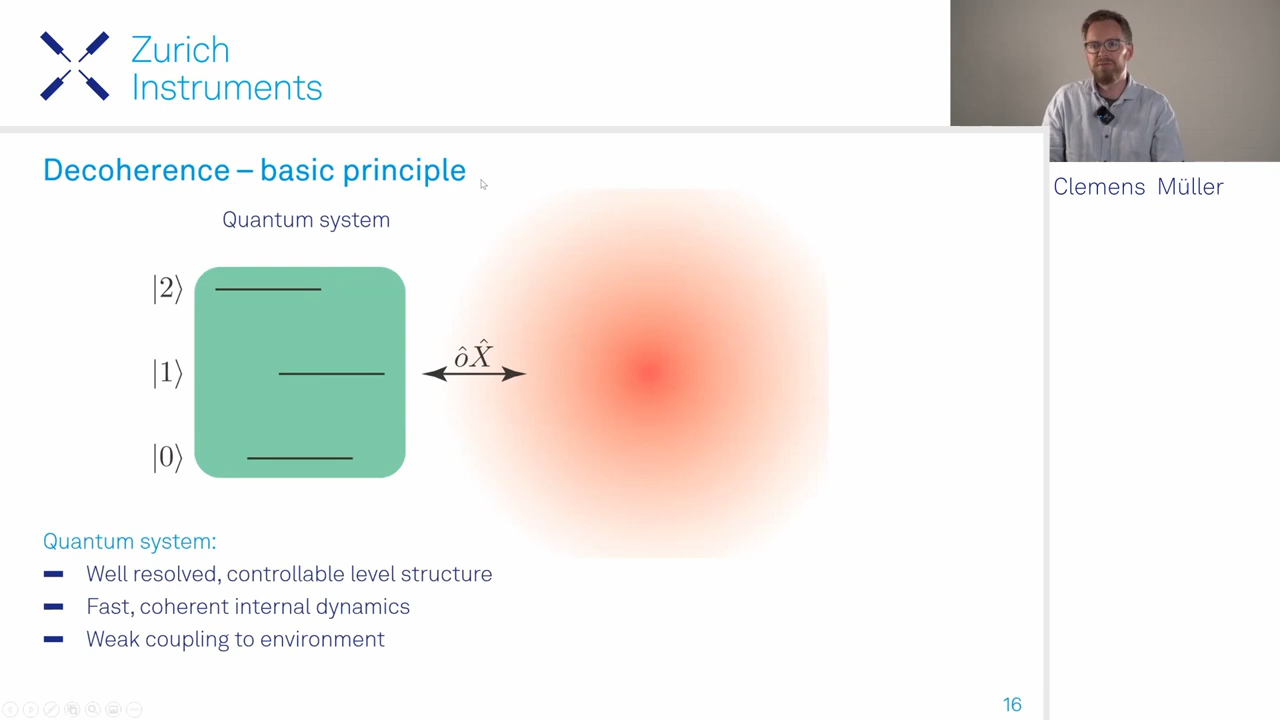 Zurich
Instruments
Clemens Müller
Decoherence – basic principle
Quantum system
|2⟩
|1⟩
|0⟩
ôX̂
Quantum system:
Well resolved, controllable level structure
Fast, coherent internal dynamics
Weak coupling to environment
16